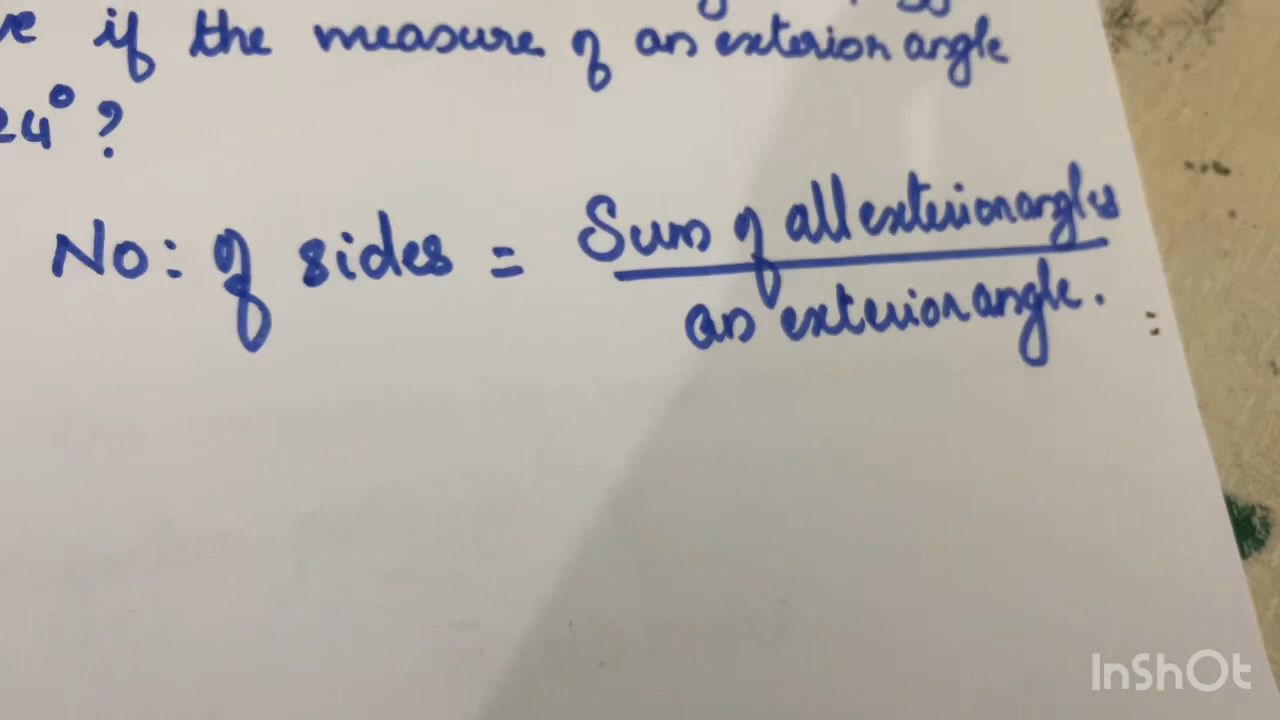 if the measure of an exterior angle
24° ?
No: of sides = Sum of all exterior angles
an exterior angle.
InShOt